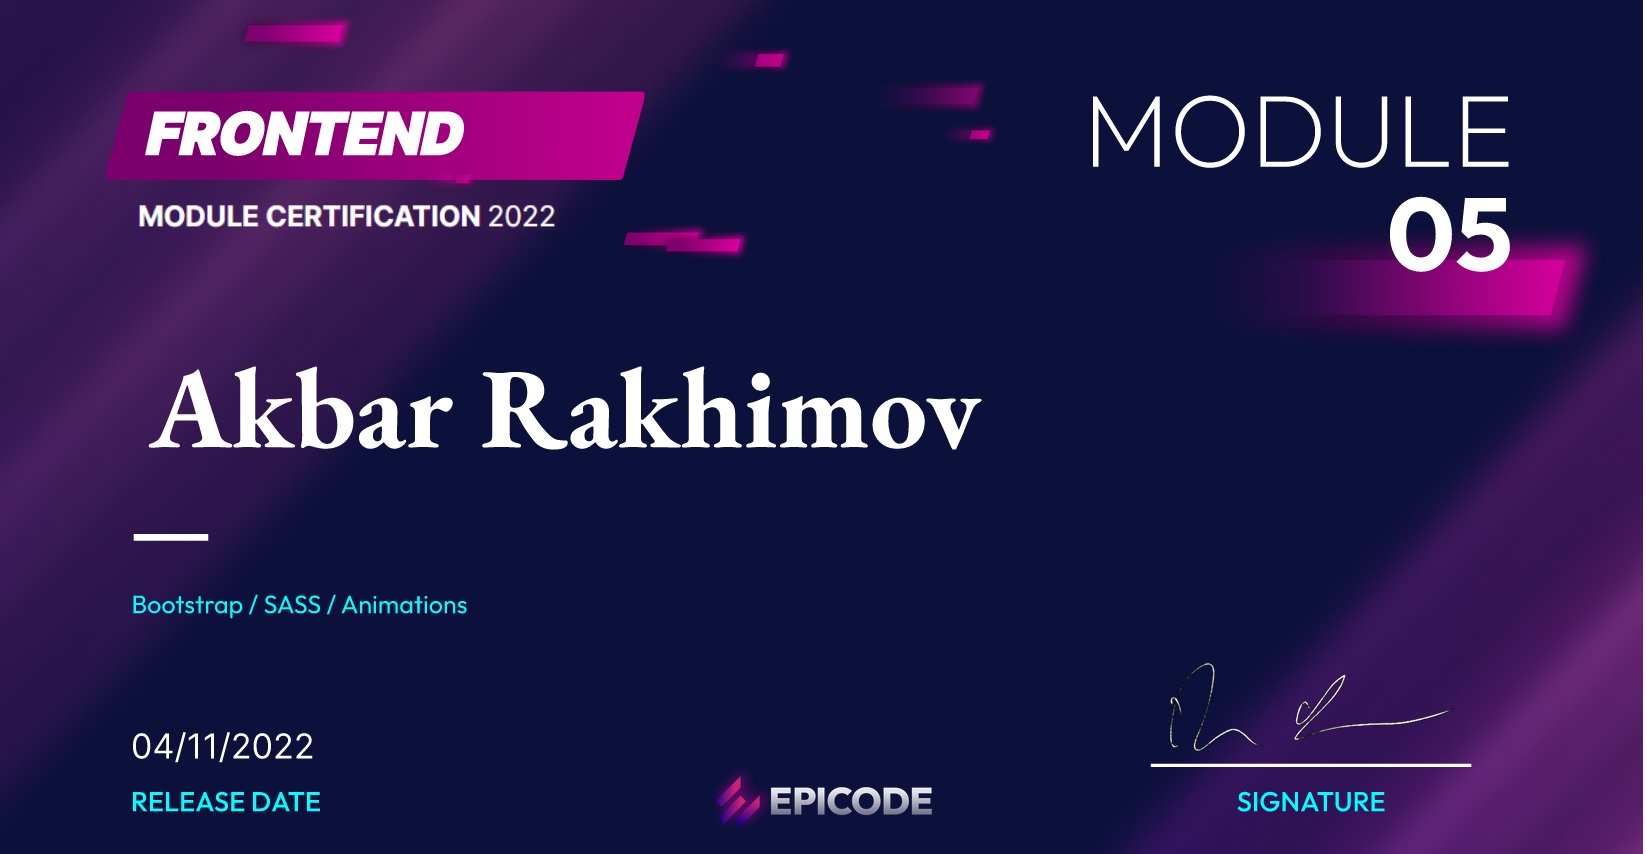 FRONTEND
MODULE CERTIFICATION 2022
MODULE
05
Akbar Rakhimov
Bootstrap / SASS / Animations
04/11/2022
RELEASE DATE
EPICODE
SIGNATURE